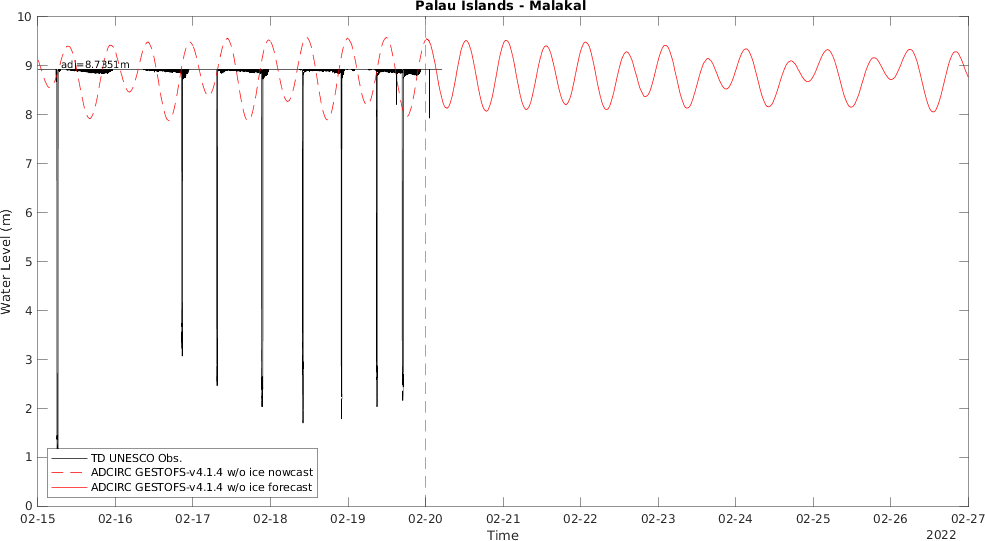 Palau Islands - Malakal
10
9
8
7
6
5
4
3
2
1
0
Water Level (m)
adj=8.7351m
TD UNESCO Obs.
ADCIRC GESTOFS-v4.1.4 w/o ice nowcast
ADCIRC GESTOFS-v4.1.4 w/o ice forecast
02-15 02-16 02-17 02-18 02-19 02-20 02-21 02-22 02-23 02-24 02-25 02-26 02-27
Time
2022